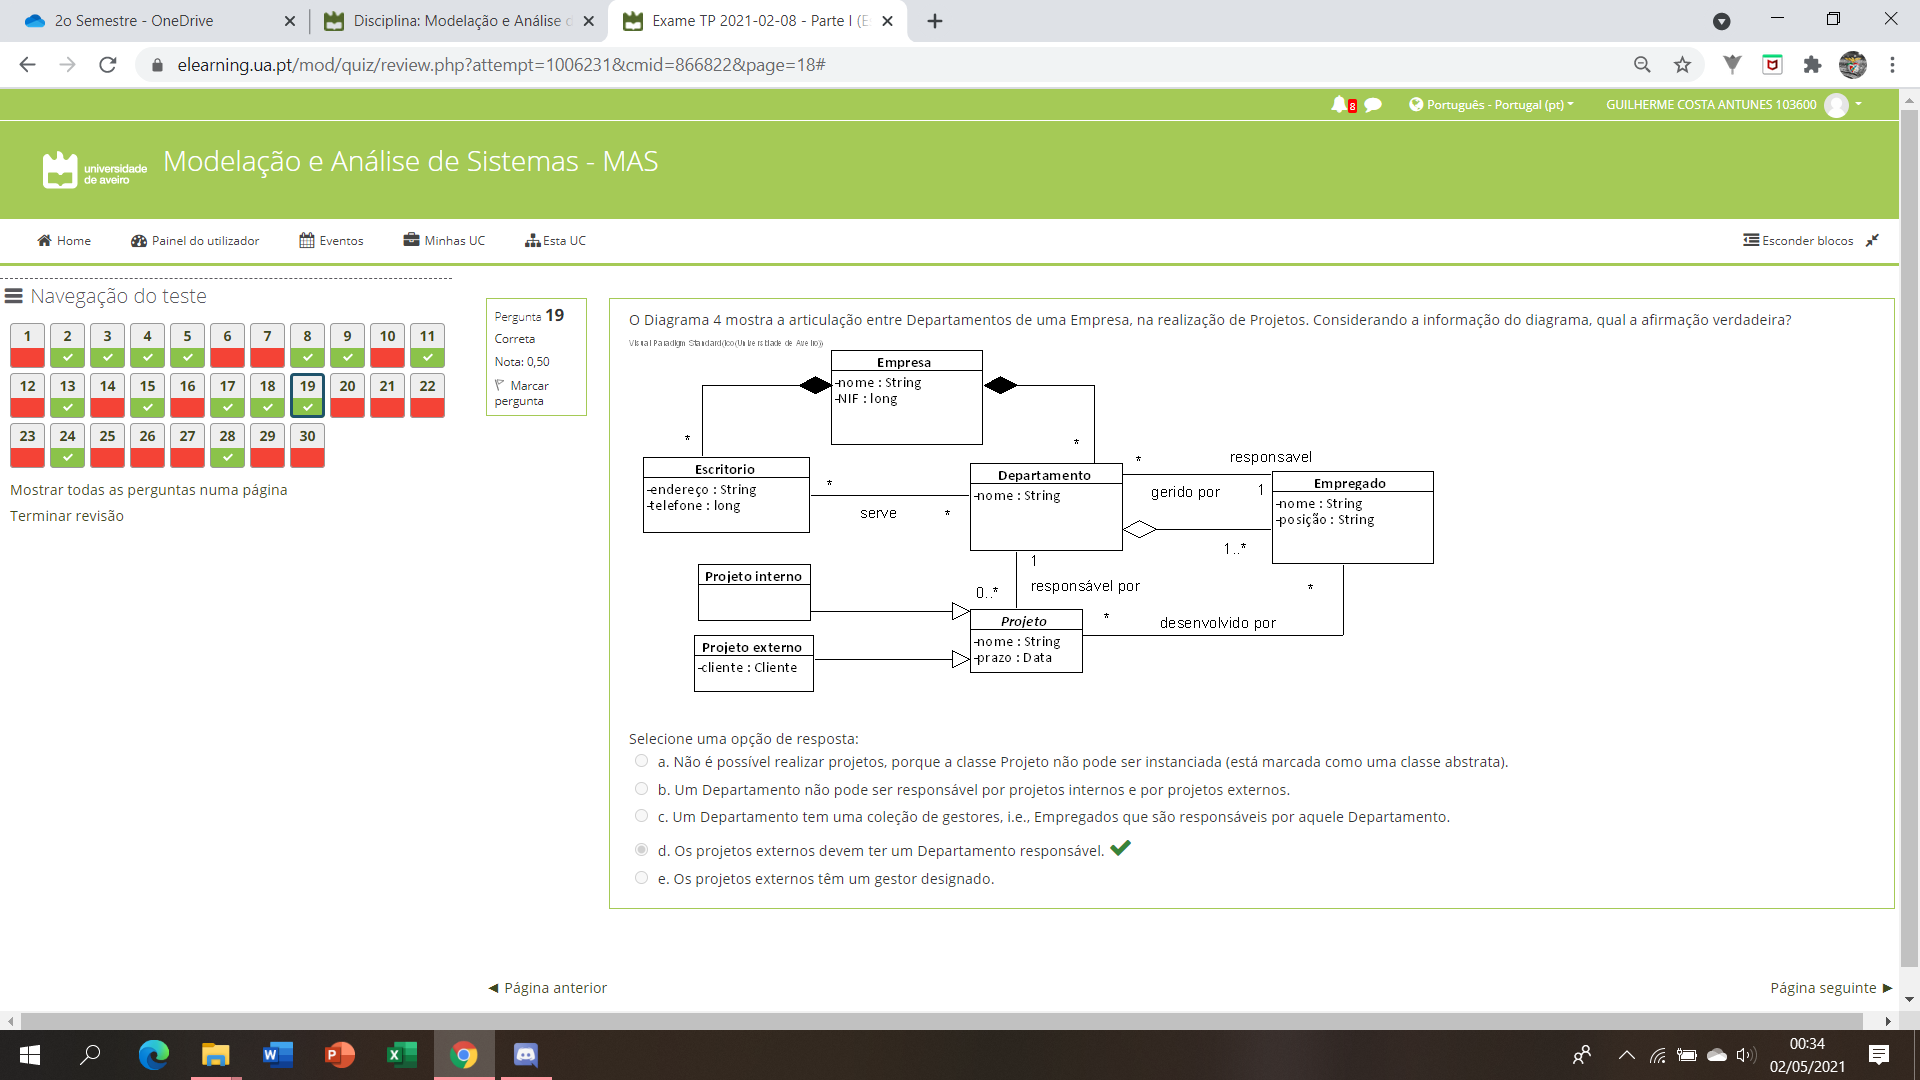 2o Semestre - OneDrive
Disciplina: Modelação e Análise d
Exame TP 2021-02-08 - Parte I (E
elearning.ua.pt/mod/quiz/review.php?attempt=1006231&cmid=866822&page=18#
8
Português - Portugal (pt)
GUILHERME COSTA ANTUNES 103600
universidade
de aveiro
Modelação e Análise de Sistemas - MAS
Home
Painel do utilizador
Eventos
Minhas UC
Esta UC
Esconder blocos
Navegação do teste
1 2 3 4 5 6 7 8 9 10 11
12 13 14 15 16 17 18 19 20 21 22
23 24 25 26 27 28 29 30
Mostrar todas as perguntas numa página
Terminar revisão
Pergunta 19
Correta
Nota: 0,50
Marcar
pergunta
O Diagrama 4 mostra a articulação entre Departamentos de uma Empresa, na realização de Projetos. Considerando a informação do diagrama, qual a afirmação verdadeira?
Visual Paradigm Standard(ico(Universidade de Aveiro))
Empresa
-nome : String
-NIF : long
*
*
Escritorio
-endereço : String
-telefone : long
*
serve
*
Departamento
-nome : String
*
responsavel
gerido por
1
Empregado
-nome : String
-posição : String
1..*
1
responsável por
0..*
*
*
desenvolvido por
Projeto interno
Projeto externo
-cliente : Cliente
Projeto
-nome : String
-prazo : Data
Selecione uma opção de resposta:
a. Não é possível realizar projetos, porque a classe Projeto não pode ser instanciada (está marcada como uma classe abstrata).
b. Um Departamento não pode ser responsável por projetos internos e por projetos externos.
c. Um Departamento tem uma coleção de gestores, i.e., Empregados que são responsáveis por aquele Departamento.
d. Os projetos externos devem ter um Departamento responsável.
e. Os projetos externos têm um gestor designado.
◄ Página anterior
Página seguinte ►
00:34
02/05/2021